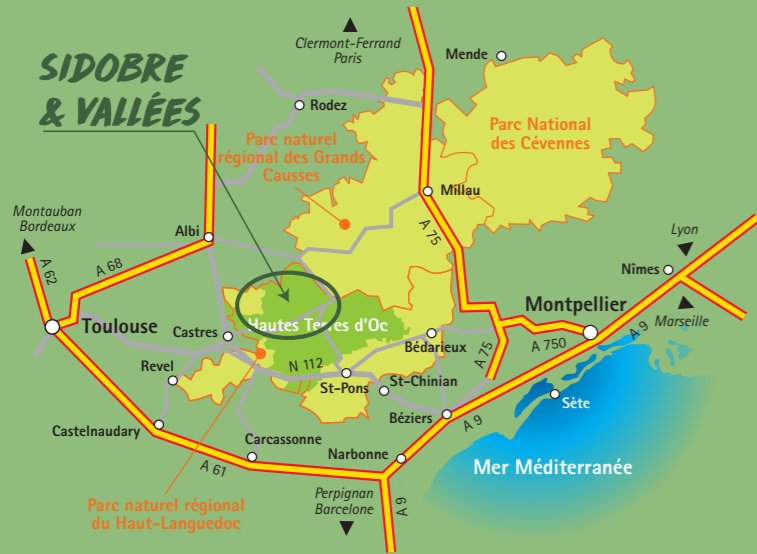 SIDOBRE
& VALLÉES
Clermont-Ferrand
Paris
Mende
Rodez
Parc naturel
régional des Grands
Causses
Parc National
des Cévennes
Millau
Montauban
Bordeaux
Albi
A 75
Lyon
A 62
A 68
Nîmes
Montpellier
Marseille
Toulouse
Castres
Hautes Terres d'Oc
Bédarieux
A 75
A 750
A 9
Revel
N 112
St-Pons
St-Chinian
Sète
Béziers
A 9
Castelnaudary
Carcassonne
Narbonne
A 61
Mer Méditerranée
Parc naturel régional
du Haut-Languedoc
Perpignan
Barcelone
A 9